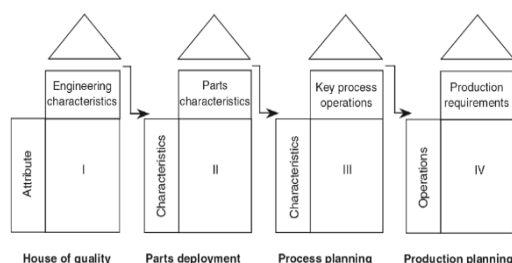 Engineering
characteristics
Attribute
I
House of quality
Parts
characteristics
Characteristics
II
Parts deployment
Key process
operations
Characteristics
III
Process planning
Production
requirements
Operations
IV
Production planning